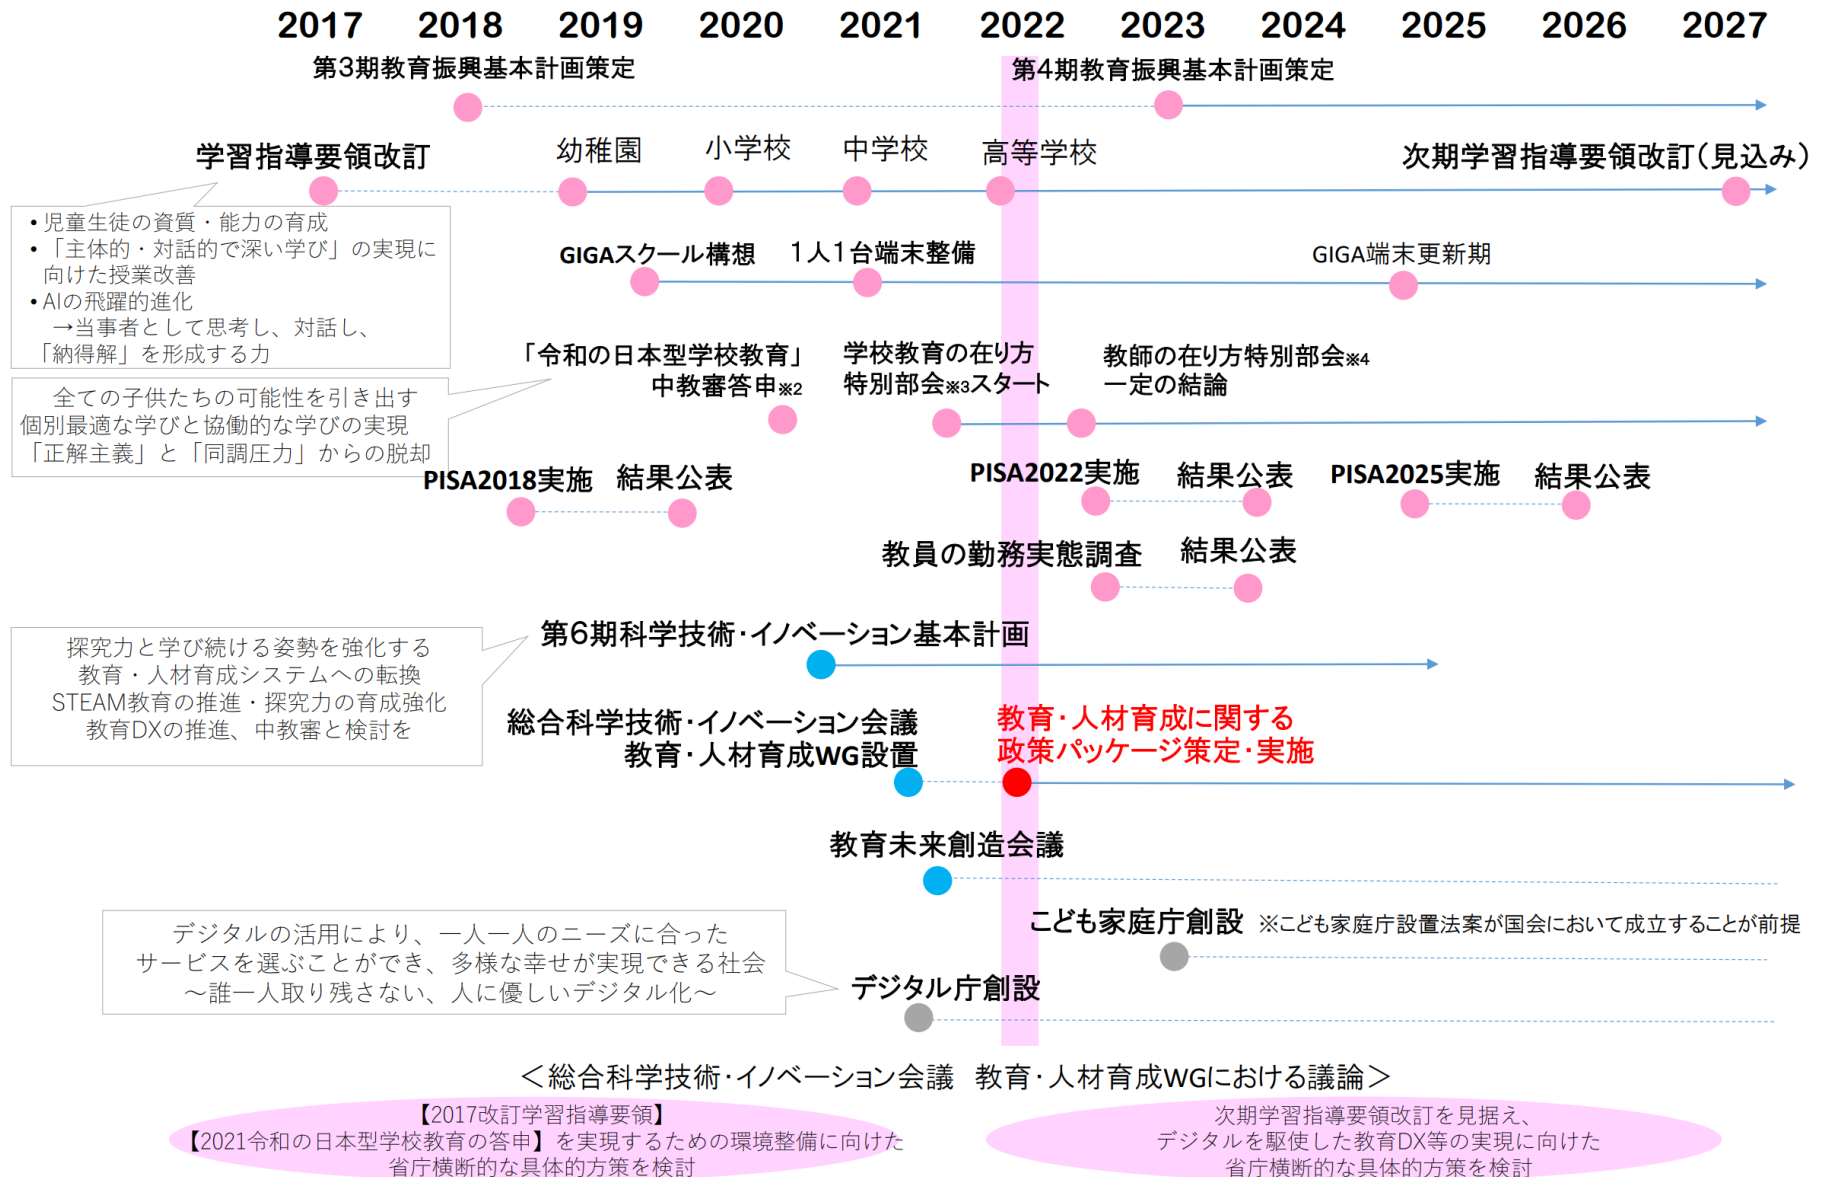 2017 2018 2019 2020 2021 2022 2023 2024 2025 2026 2027
第3期教育振興基本計画策定
第4期教育振興基本計画策定
学習指導要領改訂
幼稚園
小学校
中学校
高等学校
次期学習指導要領改訂(見込み)
• 児童生徒の資質・能力の育成
• 「主体的・対話的で深い学び」の実現に
向けた授業改善
• AIの飛躍的進化
→当事者として思考し、対話し、
「納得解」を形成する力
GIGAスクール構想
1人1台端末整備
GIGA端末更新期
「令和の日本型学校教育」
中教審答申※2
学校教育の在り方
特別部会※3スタート
教師の在り方特別部会※4
一定の結論
全ての子供たちの可能性を引き出す
個別最適な学びと協働的な学びの実現
「正解主義」と「同調圧力」からの脱却
PISA2018実施
結果公表
PISA2022実施
結果公表
PISA2025実施
結果公表
教員の勤務実態調査
結果公表
第6期科学技術・イノベーション基本計画
探究力と学び続ける姿勢を強化する
教育・人材育成システムへの転換
STEAM教育の推進・探究力の育成強化
教育DXの推進、中教審と検討を
総合科学技術・イノベーション会議
教育・人材育成WG設置
教育・人材育成に関する
政策パッケージ策定・実施
教育未来創造会議
こども家庭庁創設 ※こども家庭庁設置法案が国会において成立することが前提
デジタルの活用により、一人一人のニーズに合った
サービスを選ぶことができ、多様な幸せが実現できる社会
～誰一人取り残さない、人に優しいデジタル化～
デジタル庁創設
＜総合科学技術・イノベーション会議 教育・人材育成WGにおける議論＞
【2017改訂学習指導要領】
【2021令和の日本型学校教育の答申】を実現するための環境整備に向けた
省庁横断的な具体的方策を検討
次期学習指導要領改訂を見据え、
デジタルを駆使した教育DX等の実現に向けた
省庁横断的な具体的方策を検討